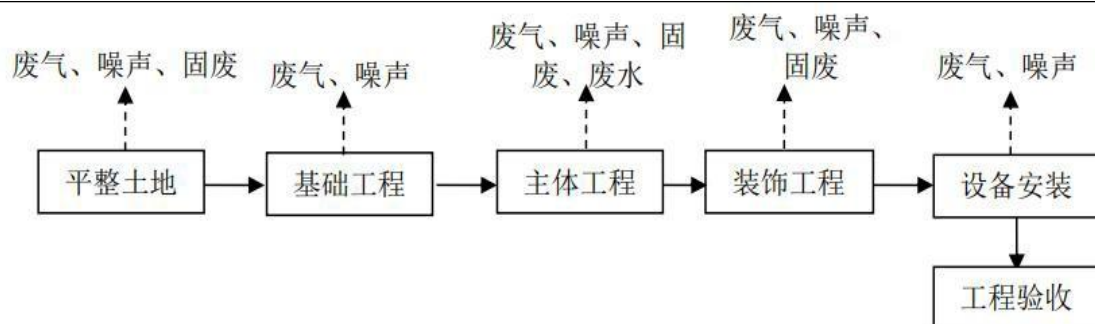 废气、噪声、固废
废气、噪声
废气、噪声、固
废、废水
废气、噪声、
固废
废气、噪声
平整土地
基础工程
主体工程
装饰工程
设备安装
工程验收